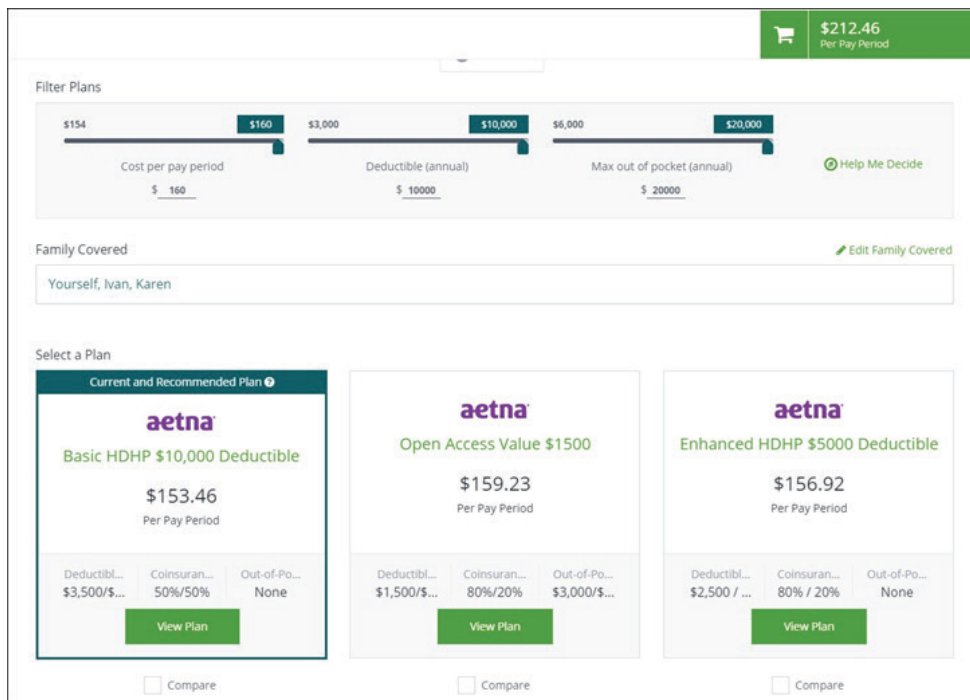 $212.46
Per Pay Period
Filter Plans
$154 $160 $3,000 $10,000 $6,000 $20,000
Cost per pay period Deductible (annual) Max out of pocket (annual) Help Me Decide
$ 160 $ 10000 $ 20000
Family Covered Edit Family Covered
Yourself, Ivan, Karen
Select a Plan
Current and Recommended Plan
aetna
Basic HDHP $10,000 Deductible
$153.46
Per Pay Period
Deductibl... Coinsuran... Out-of-Po...
$3,500/$... 50%/50% None
View Plan
Compare
aetna
Open Access Value $1500
$159.23
Per Pay Period
Deductibl... Coinsuran... Out-of-Po...
$1,500/$... 80%/20% $3,000/$...
View Plan
Compare
aetna
Enhanced HDHP $5000 Deductible
$156.92
Per Pay Period
Deductibl... Coinsuran... Out-of-Po...
$2,500 / ... 80% / 20% None
View Plan
Compare